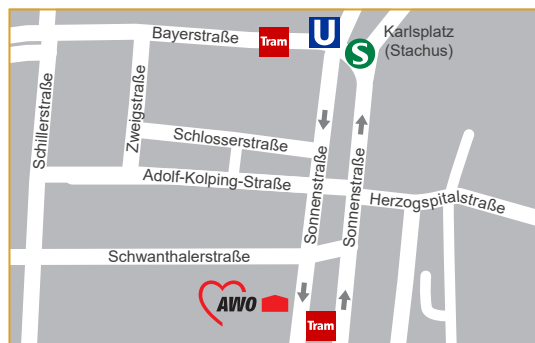 Bayerstraße
Tram
U
S
Karlsplatz
(Stachus)
Schillerstraße
Zweigstraße
Schlosserstraße
Sonnenstraße
Sonnenstraße
Adolf-Kolping-Straße
Herzogspitalstraße
Schwanthalerstraße
AWO
Tram